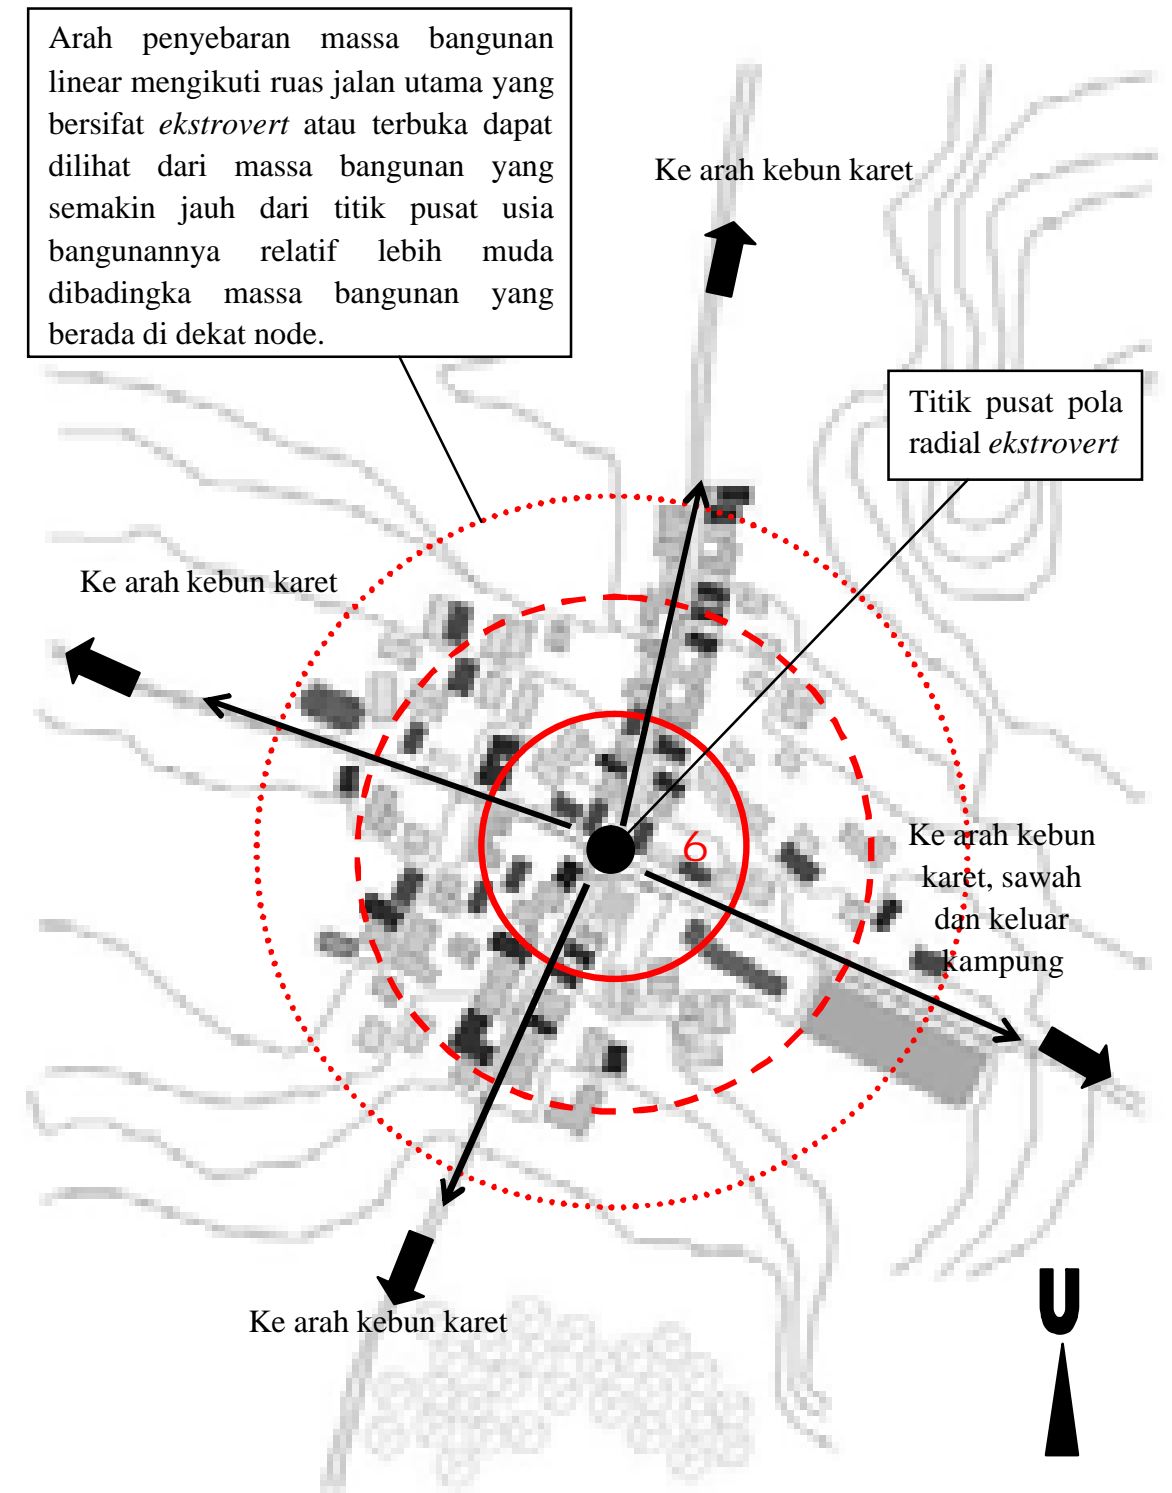 Arah penyebaran massa bangunan
linear mengikuti ruas jalan utama yang
bersifat ekstrovert atau terbuka dapat
dilihat dari massa bangunan yang
semakin jauh dari titik pusat usia
bangunannya relatif lebih muda
dibadingka massa bangunan yang
berada di dekat node.
Ke arah kebun karet
Titik pusat pola
radial ekstrovert
Ke arah kebun karet
6
Ke arah kebun
karet, sawah
dan keluar
kampung
Ke arah kebun karet
U